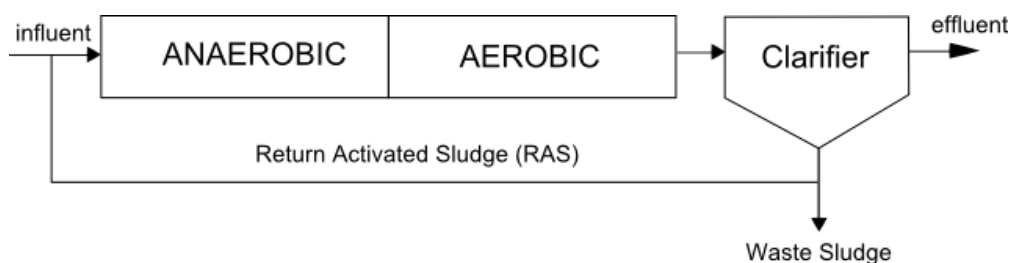 influent
ANAEROBIC
AEROBIC
Clarifier
effluent
Return Activated Sludge (RAS)
Waste Sludge